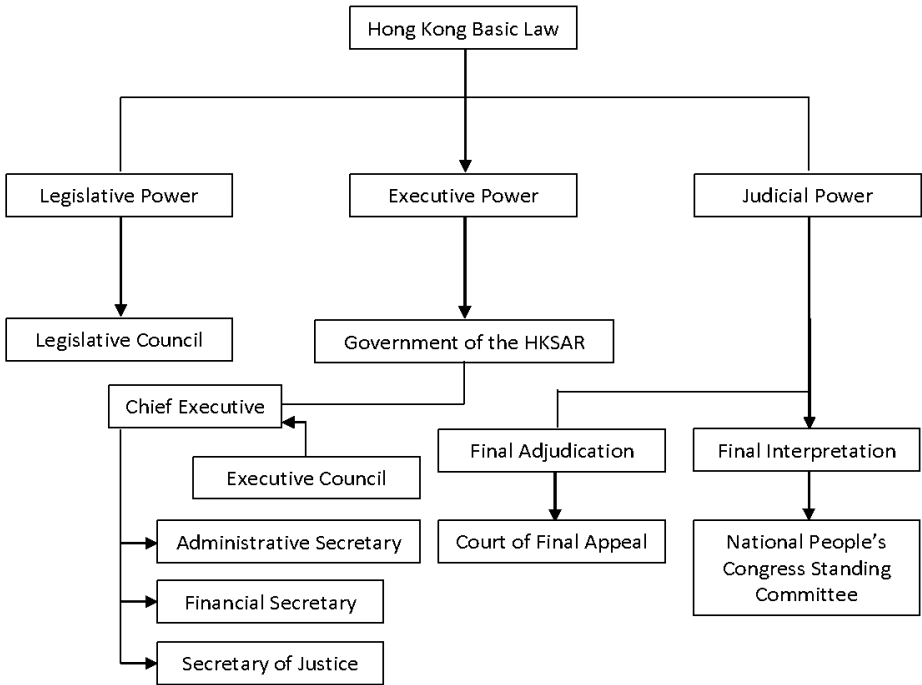 Hong Kong Basic Law
Legislative Power
Executive Power
Judicial Power
Legislative Council
Government of the HKSAR
Chief Executive
Executive Council
Final Adjudication
Final Interpretation
Administrative Secretary
Court of Final Appeal
National People's
Congress Standing
Committee
Financial Secretary
Secretary of Justice